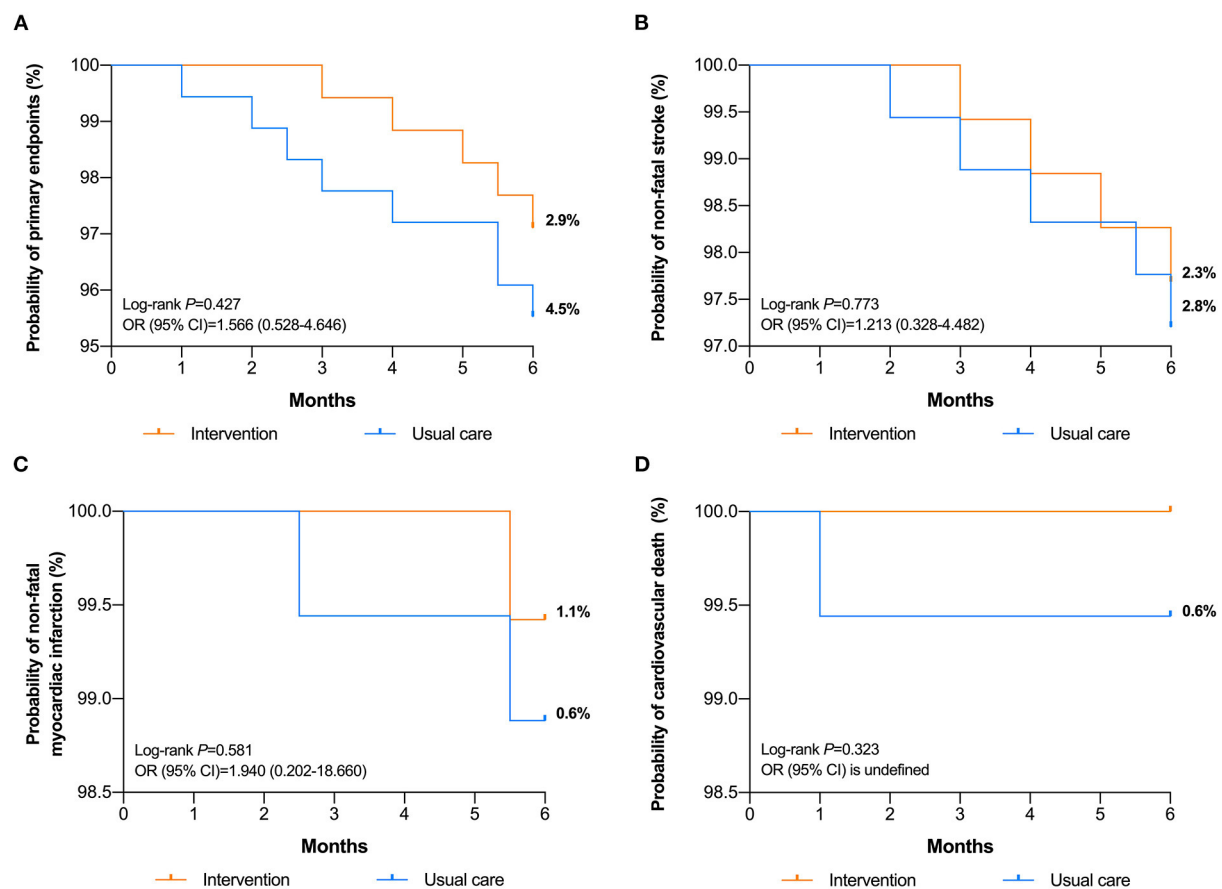 A
Probability of primary endpoints (%)
100
99
98
97
96
95
2.9%
4.5%
Log-rank P=0.427
OR (95% CI)=1.566 (0.528-4.646)
0 1 2 3 4 5 6
Months
Intervention Usual care
B
Probability of non-fatal stroke (%)
100.0
99.5
99.0
98.5
98.0
97.5
97.0
2.3%
2.8%
Log-rank P=0.773
OR (95% CI)=1.213 (0.328-4.482)
0 1 2 3 4 5 6
Months
Intervention Usual care
C
Probability of non-fatal
myocardiac infarction (%)
100.0
99.5
99.0
98.5
1.1%
0.6%
Log-rank P=0.581
OR (95% CI)=1.940 (0.202-18.660)
0 1 2 3 4 5 6
Months
Intervention Usual care
D
Probability of cardiovascular death (%)
100.0
99.5
99.0
98.5
0.6%
Log-rank P=0.323
OR (95% CI) is undefined
0 1 2 3 4 5 6
Months
Intervention Usual care